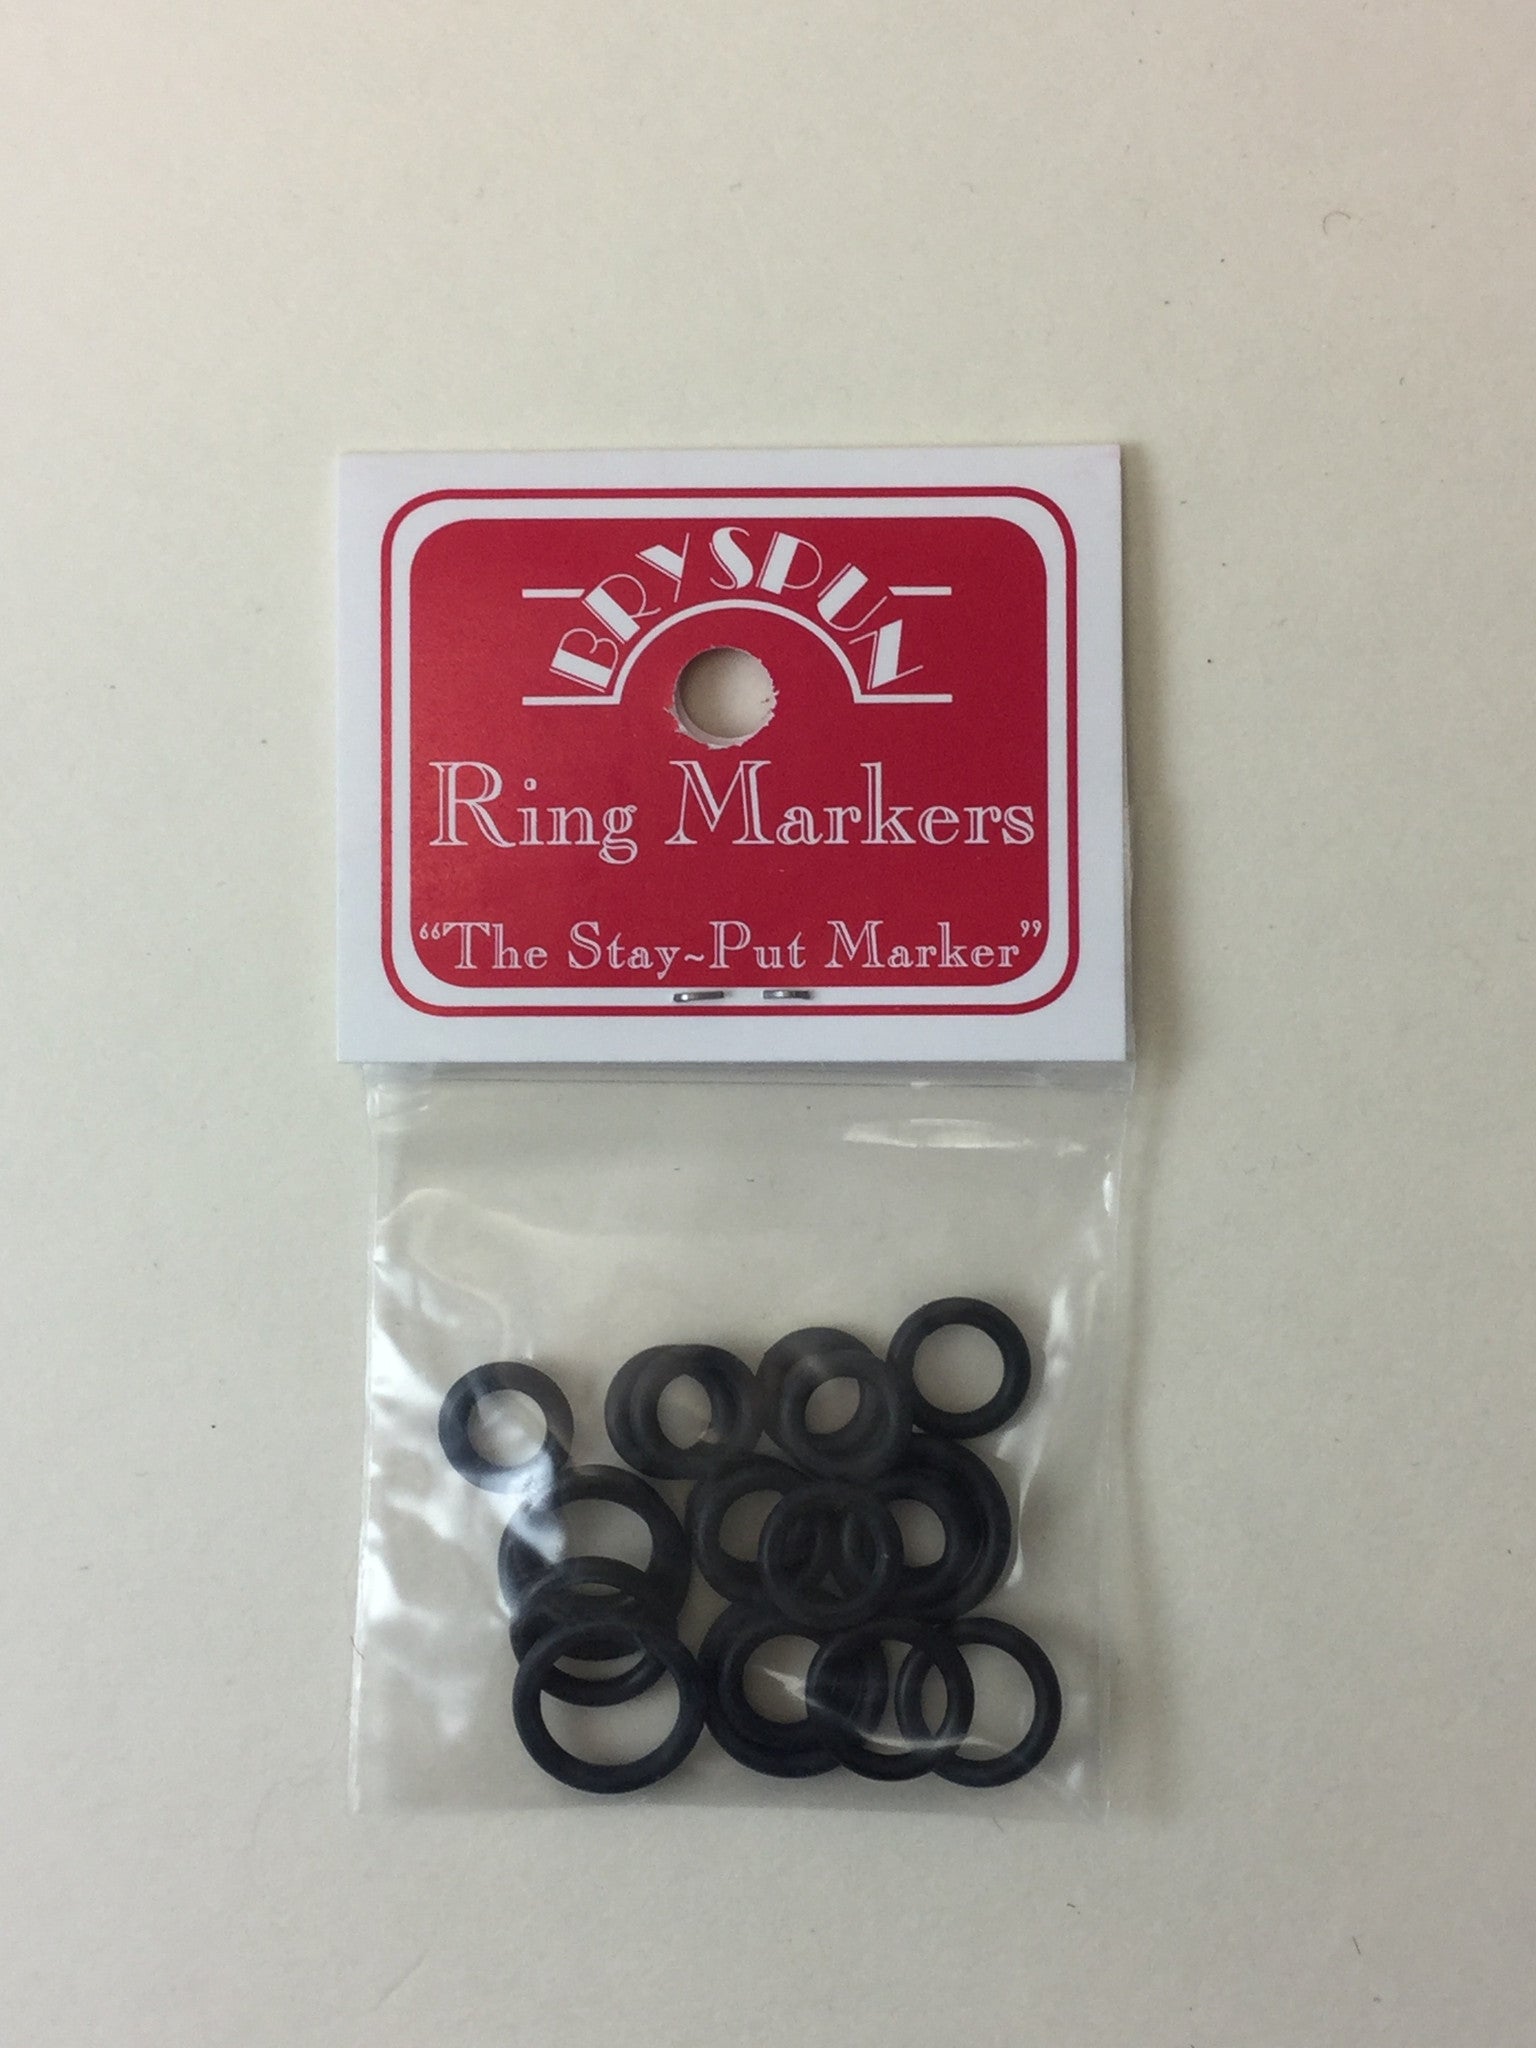 BRYSPUN
Ring Markers
“The Stay~Put Marker”